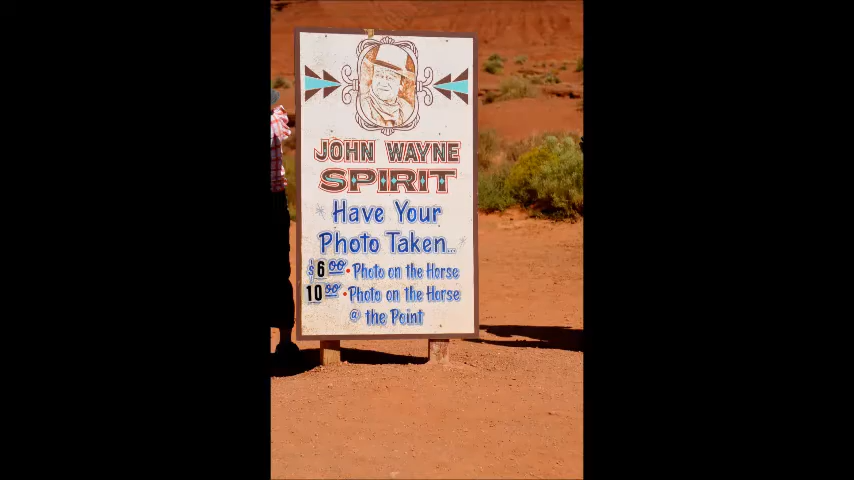 JOHN WAYNE
SPIRIT
Have Your
Photo Taken...
$6.00 • Photo on the Horse
10.00 • Photo on the Horse
@ the Point